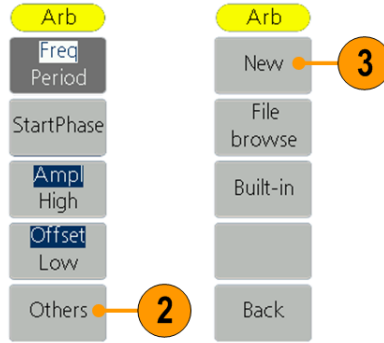 Arb
Freq
Period
StartPhase
Ampl
High
Offset
Low
Others
2
Arb
New
3
File
browse
Built-in
Back